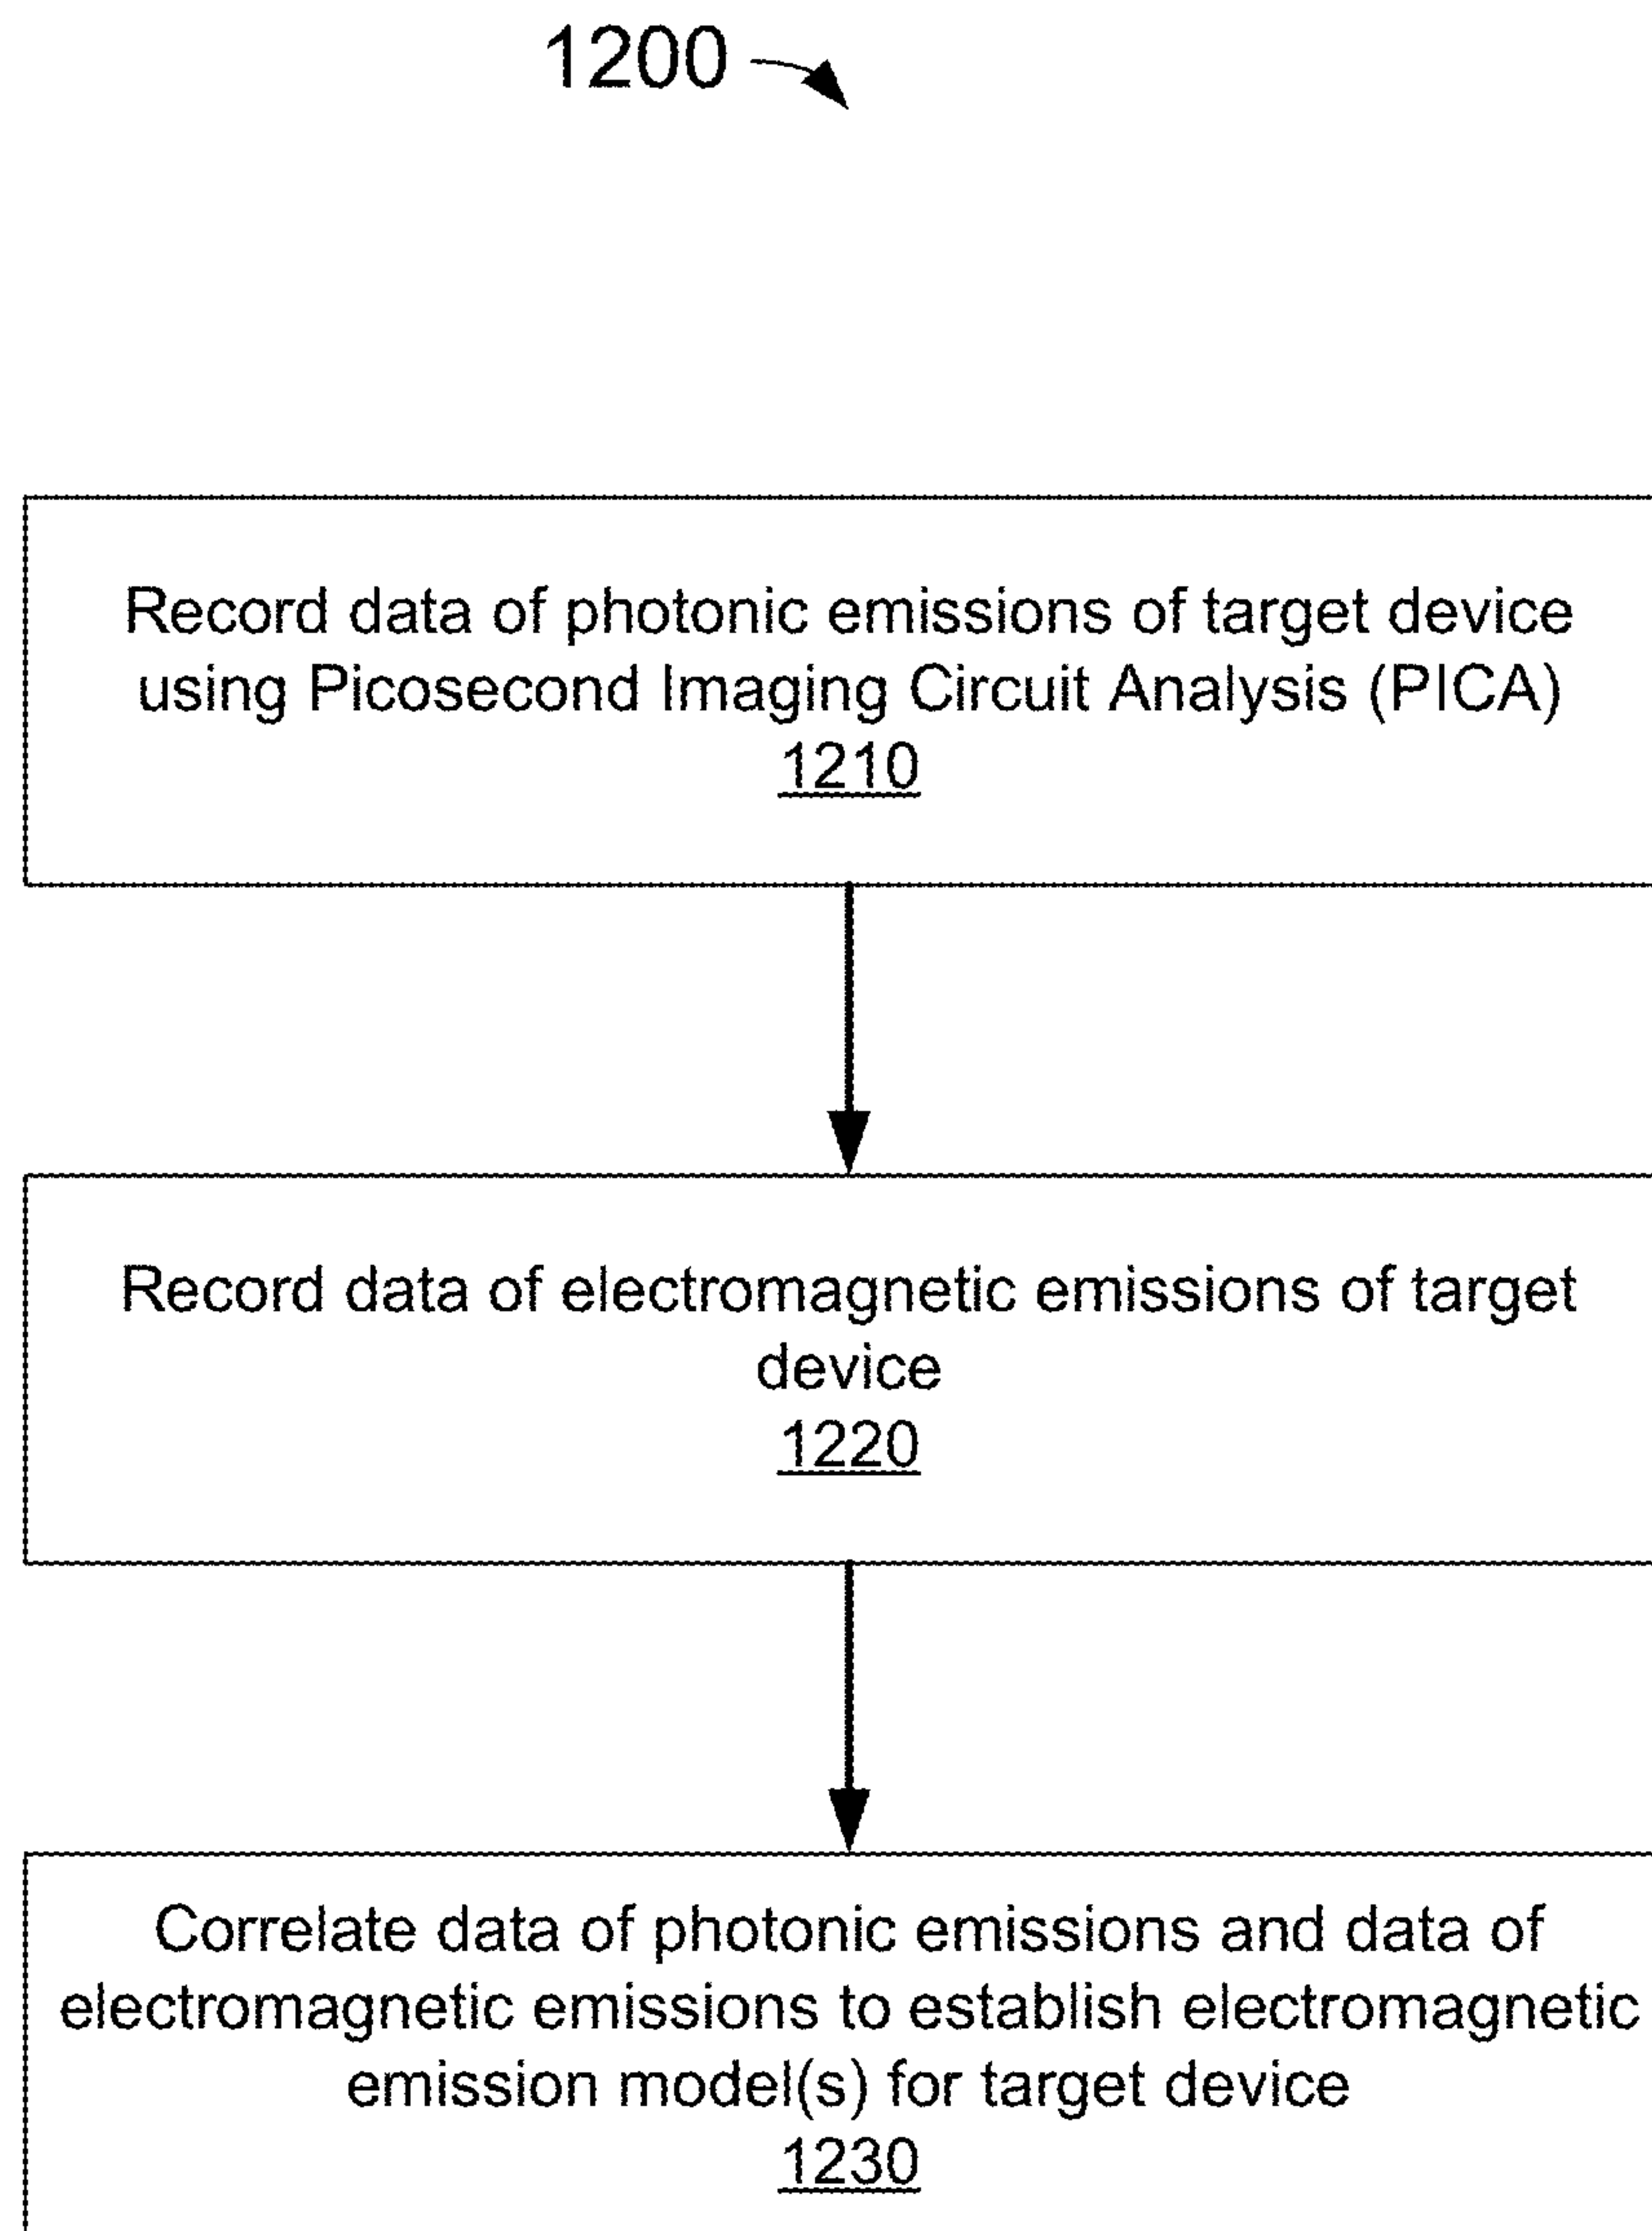 1200
Record data of photonic emissions of target device
using Picosecond Imaging Circuit Analysis (PICA)
1210
Record data of electromagnetic emissions of target
device
1220
Correlate data of photonic emissions and data of
electromagnetic emissions to establish electromagnetic
emission model(s) for target device
1230